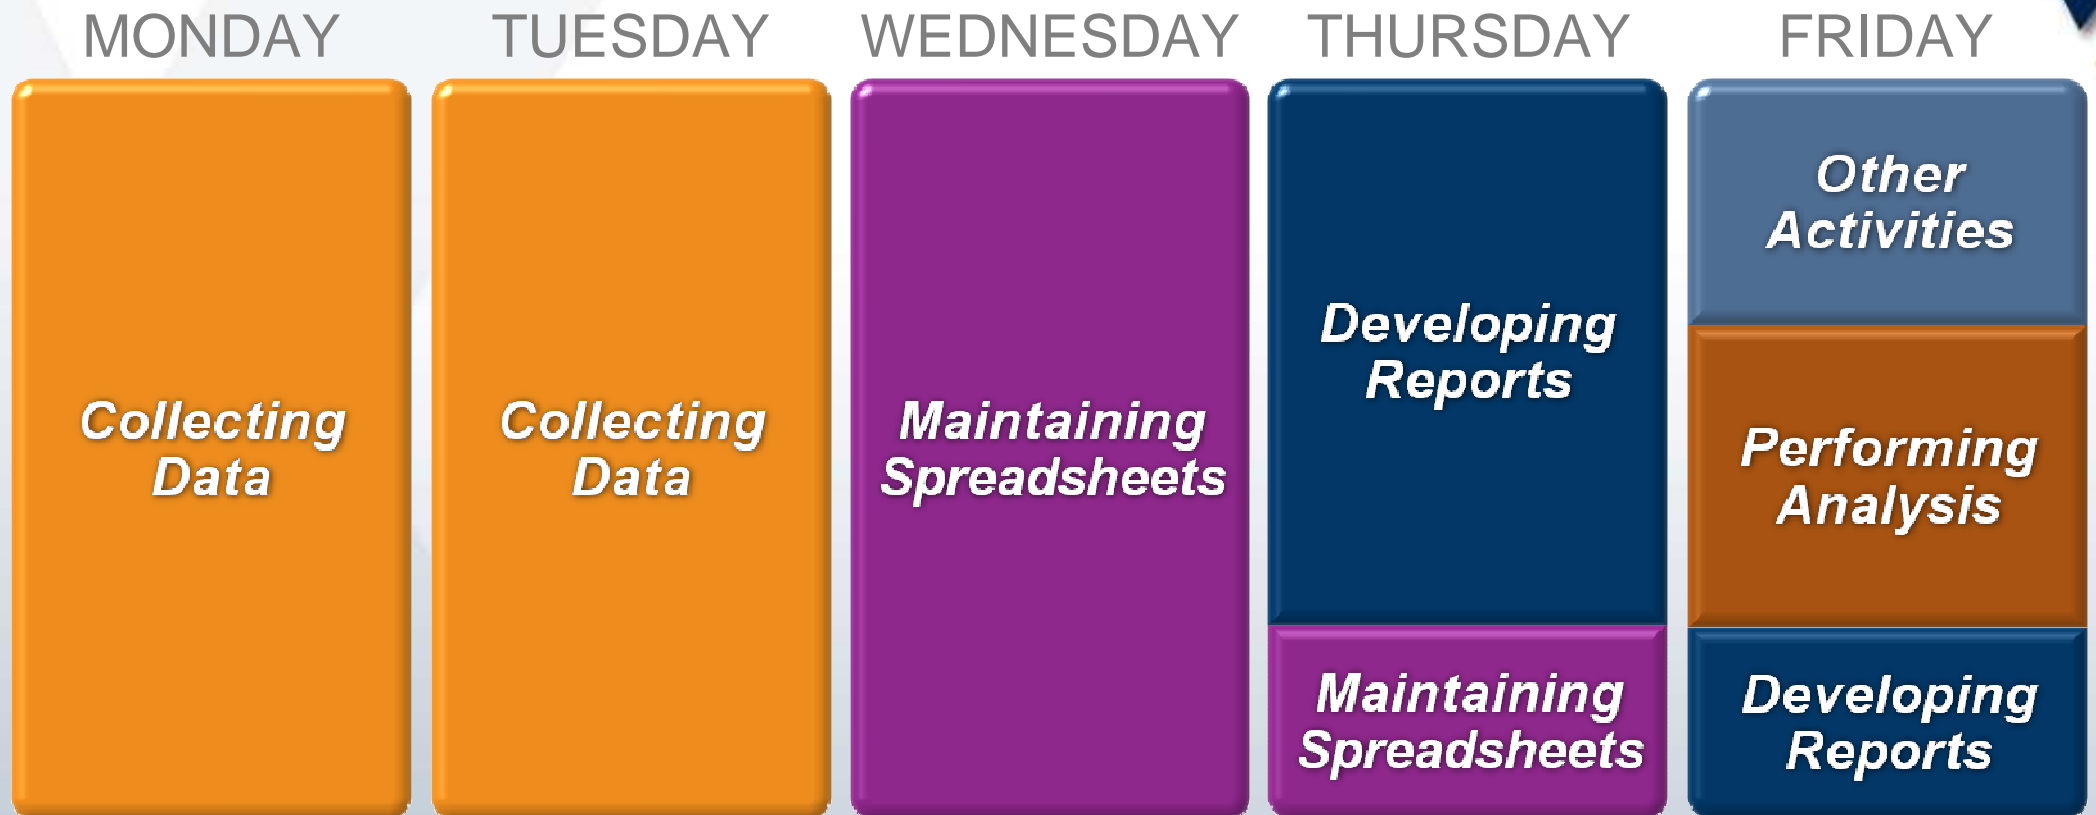 MONDAY TUESDAY WEDNESDAY THURSDAY FRIDAY
Collecting
Data
Collecting
Data
Maintaining
Spreadsheets
Developing
Reports
Maintaining
Spreadsheets
Other
Activities
Performing
Analysis
Developing
Reports